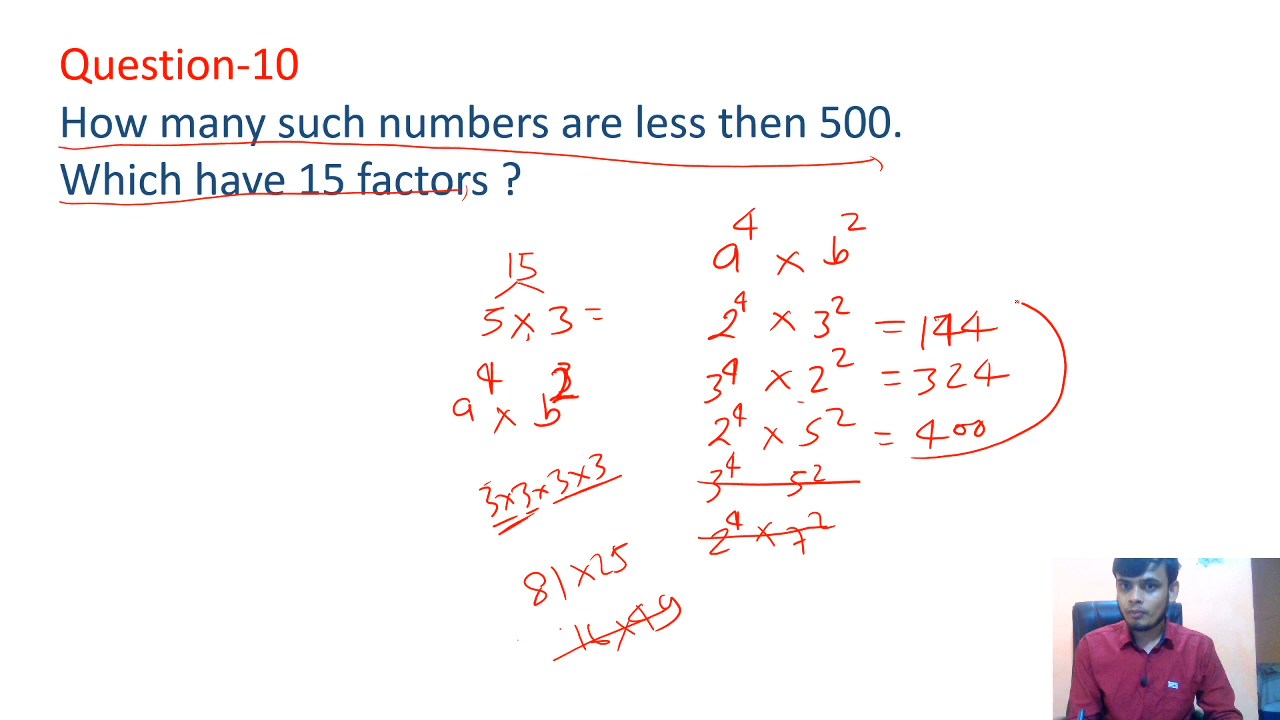 Question-10
How many such numbers are less then 500.
Which have 15 factors ?
15
5 × 3 =
a⁴ × b²
3×3×3×3
81×25
16×49
a⁴ × b²
2⁴ × 3² = 144
3⁴ × 2² = 324
2⁴ × 5² = 400
3⁴ 5²
2⁴ × 7²